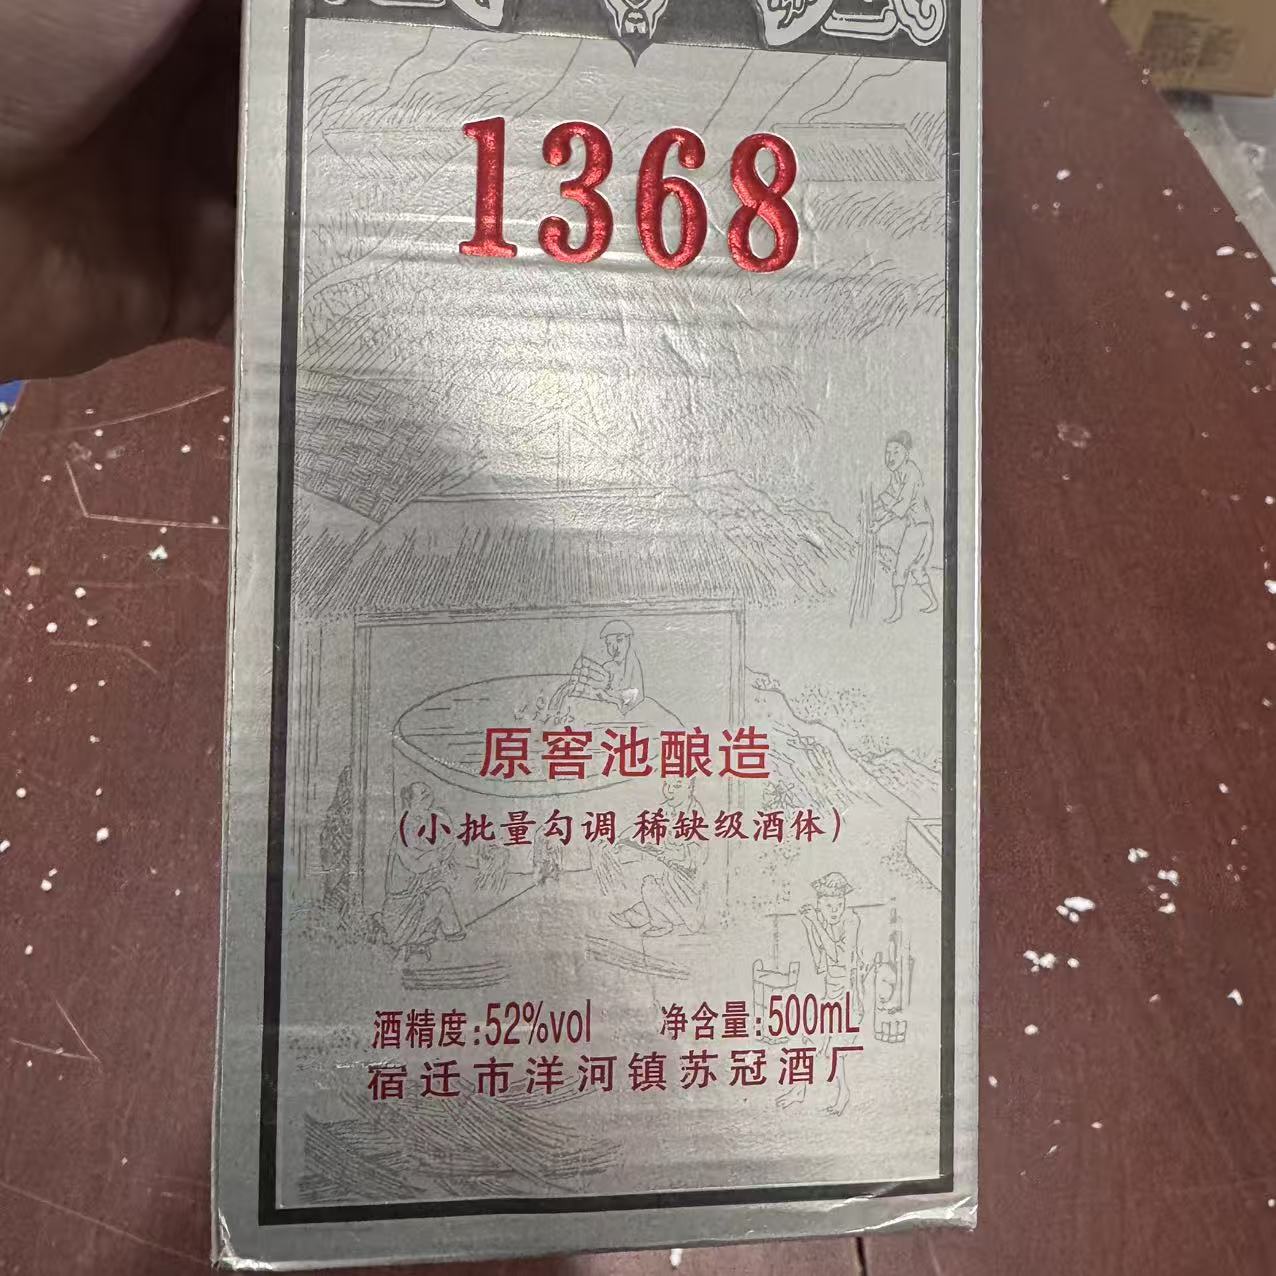 1368
原窖池酿造
(小批量勾调 稀缺级酒体)
酒精度:52%vol 净含量:500mL
宿迁市洋河镇苏冠酒厂